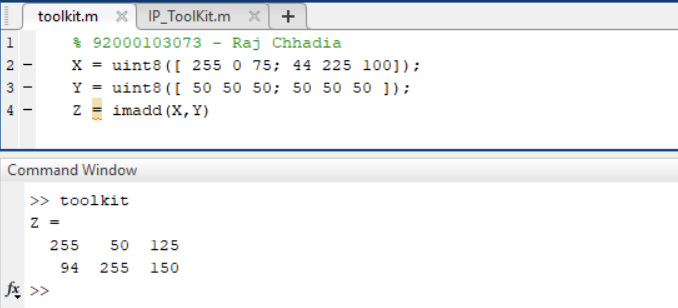 toolkit.m × IP_ToolKit.m × +
1 % 92000103073 - Raj Chhadia
2 - X = uint8([ 255 0 75; 44 225 100]);
3 - Y = uint8([ 50 50 50; 50 50 50 ]);
4 - Z = imadd(X,Y)
Command Window
>> toolkit
Z =
255 50 125
94 255 150
fx >>